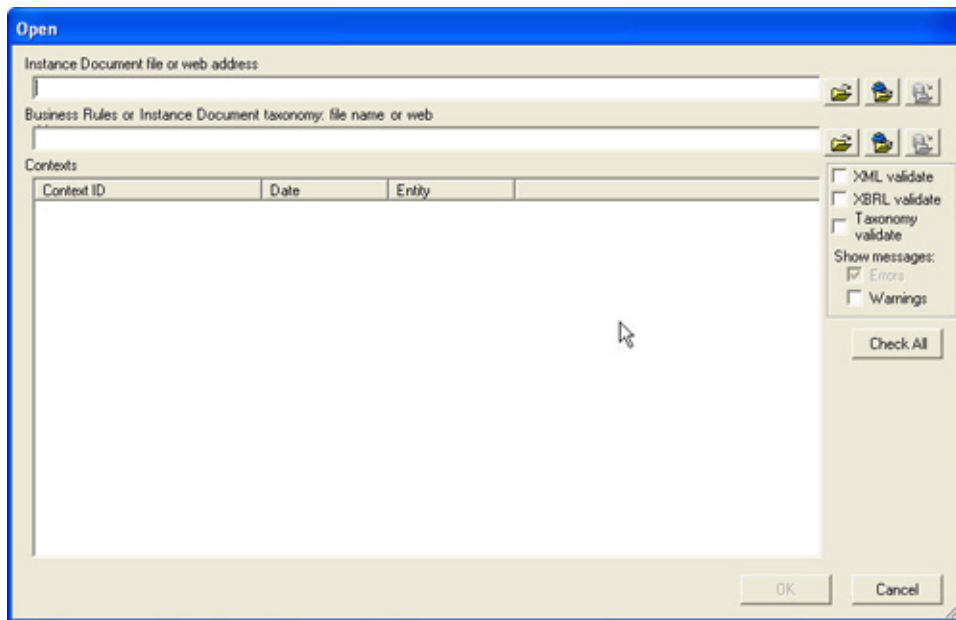 Open
Instance Document file or web address
Business Rules or Instance Document taxonomy: file name or web
Contexts
Context ID Date Entity
XML validate
XBRL validate
Taxonomy
validate
Show messages:
Errors
Warnings
Check All
OK Cancel